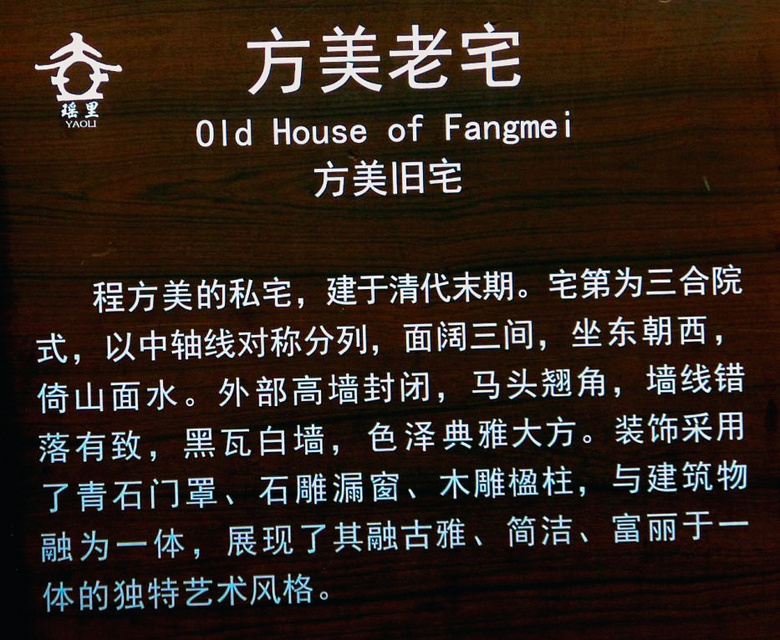 瑶里
YAOLI
方美老宅
Old House of Fangmei
方美旧宅
程方美的私宅，建于清代末期。宅第为三合院
式，以中轴线对称分列，面阔三间，坐东朝西，
倚山面水。外部高墙封闭，马头翘角，墙线错
落有致，黑瓦白墙，色泽典雅大方。装饰采用
了青石门罩、石雕漏窗、木雕楹柱，与建筑物
融为一体，展现了其融古雅、简洁、富丽于一
体的独特艺术风格。